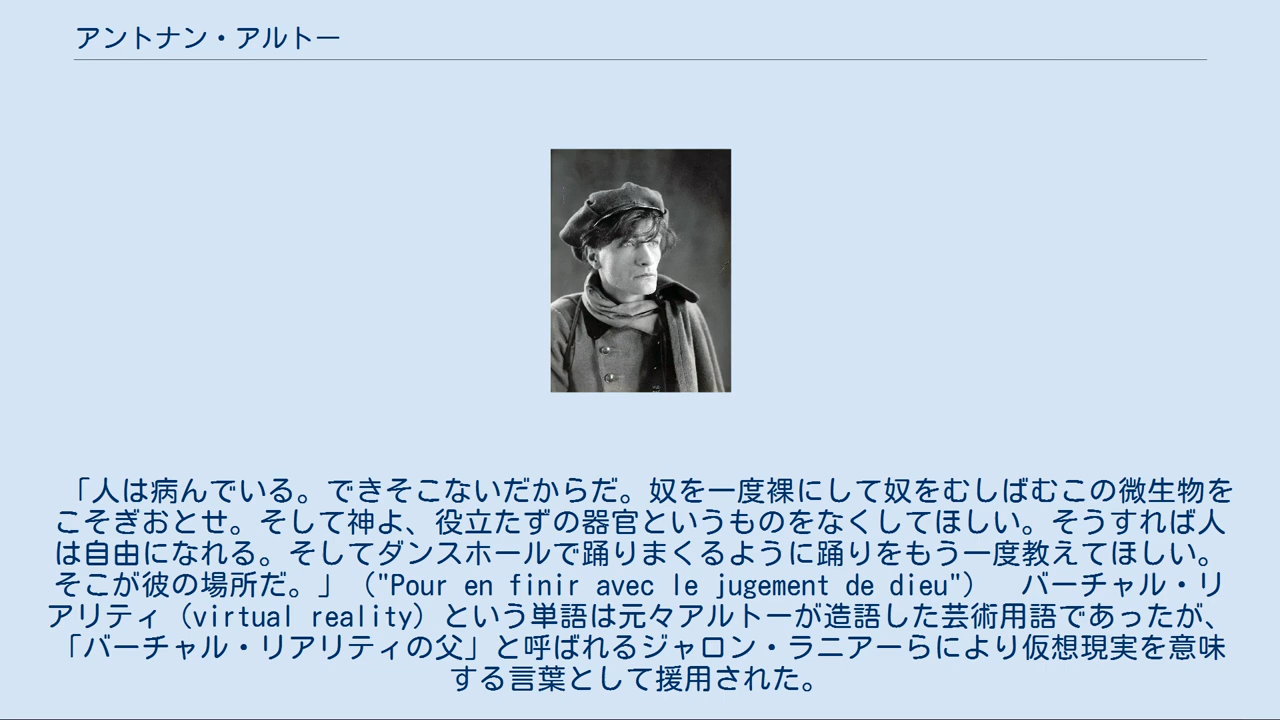 アントナン・アルトー
「人は病んでいる。できそこないだからだ。奴を一度裸にして奴をむしばむこの微生物を
こそぎおとせ。そして神よ、役立たずの器官というものをなくしてほしい。そうすれば人
は自由になれる。そしてダンスホールで踊りまくるように踊りをもう一度教えてほしい。
そこが彼の場所だ。」（"Pour en finir avec le jugement de dieu"）　バーチャル・リ
アリティ（virtual reality）という単語は元々アルトーが造語した芸術用語であったが、
「バーチャル・リアリティの父」と呼ばれるジャロン・ラニアーらにより仮想現実を意味
する言葉として援用された。